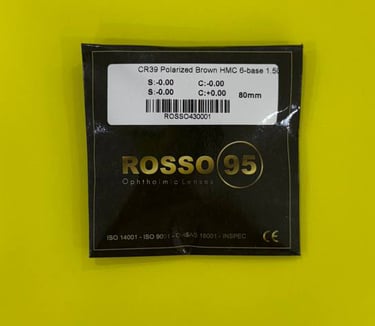 CR39 Polarized Brown HMC 6-base 1.50
S:-0.00 C:-0.00
S:-0.00 C:+0.00 80mm
ROSSO430001
ROSSO 95
Ophthalmic Lenses
ISO 14001 - ISO 9001 - OHSAS 18001 - INSPEC CE